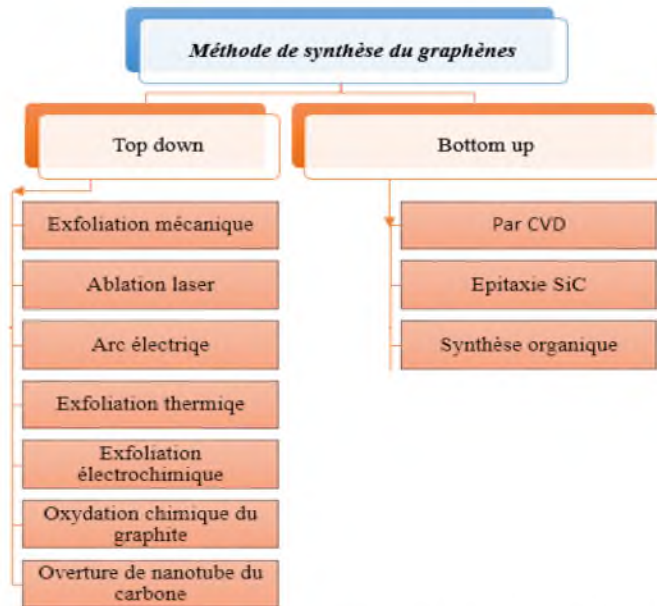 Méthode de synthèse du graphènes
Top down
Bottom up
Exfoliation mécanique
Ablation laser
Arc électriqe
Exfoliation thermiqe
Exfoliation
électrochimique
Oxydation chimique du
graphite
Overture de nanotube du
carbone
Par CVD
Epitaxie SiC
Synthèse organique